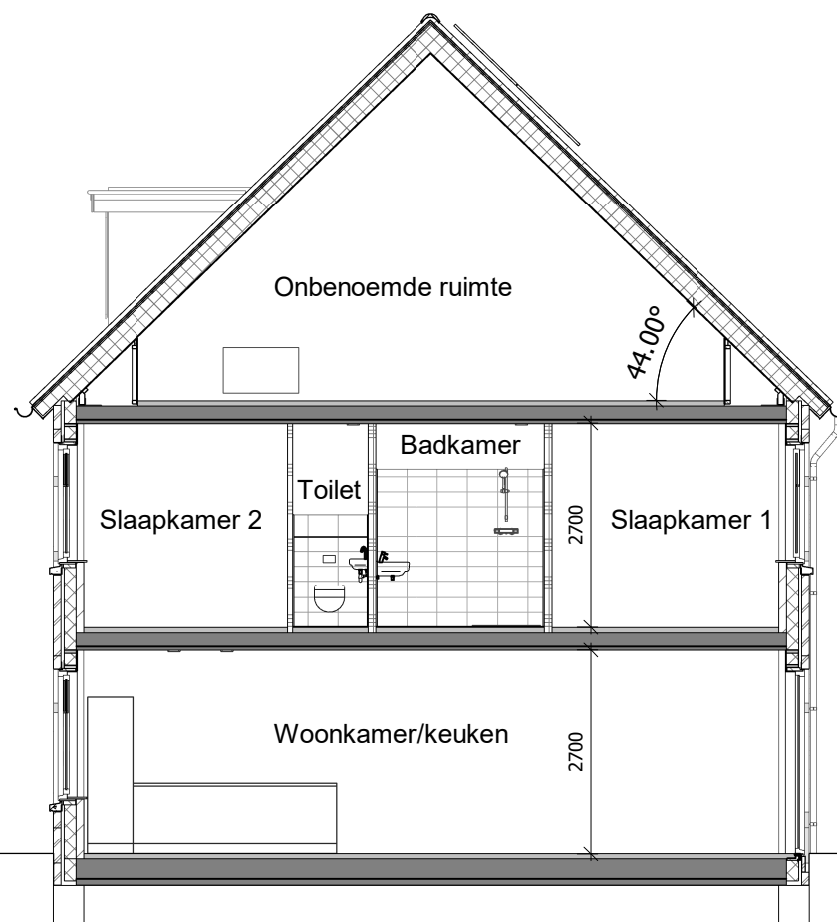 Onbenoemde ruimte
44.00°
Badkamer
Toilet
Slaapkamer 2
2700
Slaapkamer 1
Woonkamer/keuken
2700